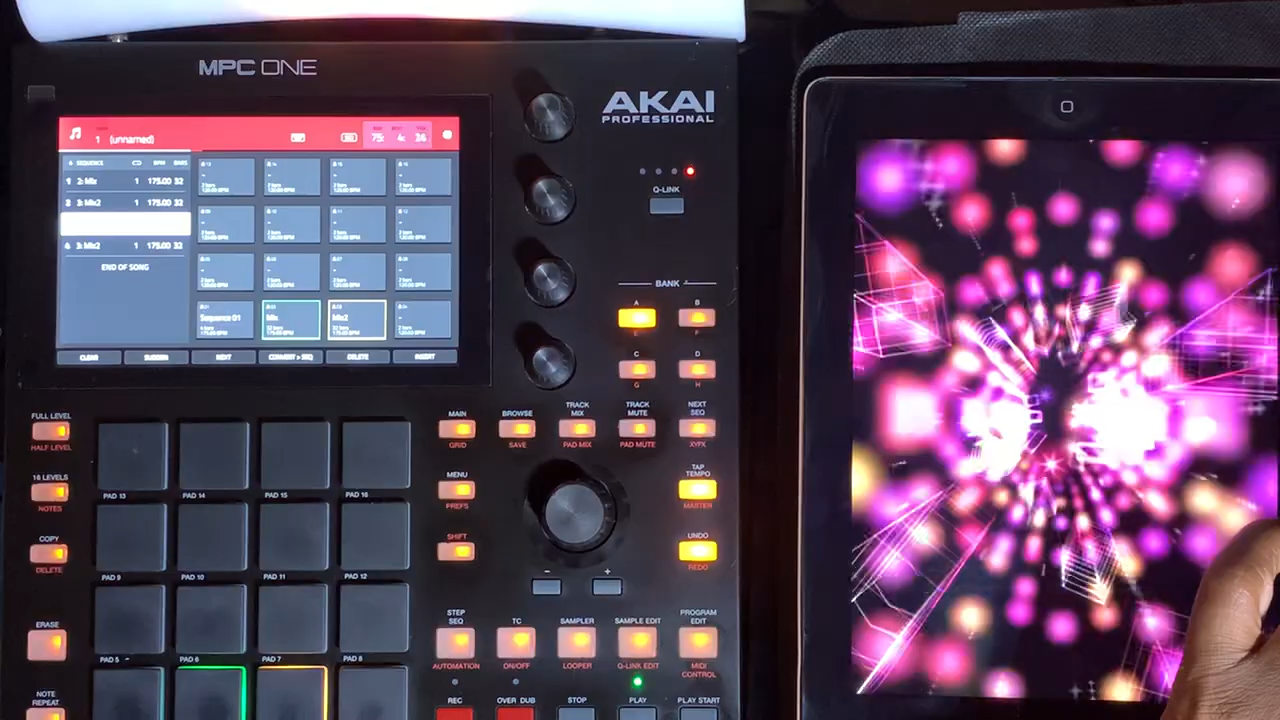 MPC ONE
AKAI
PROFESSIONAL
1 (unnamed)
SEQUENCE BPM BARS
1 2: Mix 1 175.00 32
3: Mix2 1 175.00 32
4 3: Mix2 1 175.00 32
END OF SONG
Sequence 01
Mix
Mix2
CLEAR SUDDEN NEXT CONVERT > SEQ DELETE INSERT
Q-LINK
BANK
A B
C D
G H
FULL LEVEL
HALF LEVEL
16 LEVELS
NOTES
COPY
DELETE
ERASE
NOTE
REPEAT
PAD 13 PAD 14 PAD 15 PAD 16
PAD 9 PAD 10 PAD 11 PAD 12
PAD 5 PAD 6 PAD 7 PAD 8
MAIN
GRID
BROWSE
SAVE
TRACK
MIX
PAD MIX
TRACK
MUTE
PAD MUTE
NEXT
SEQ
XYFX
MENU
PREFS
TAP
TEMPO
MASTER
SHIFT
UNDO
REDO
- +
STEP
SEQ
AUTOMATION
TC
ON/OFF
SAMPLER
LOOPER
SAMPLE EDIT
Q-LINK EDIT
PROGRAM
EDIT
MIDI
CONTROL
REC OVER DUB STOP PLAY PLAY START